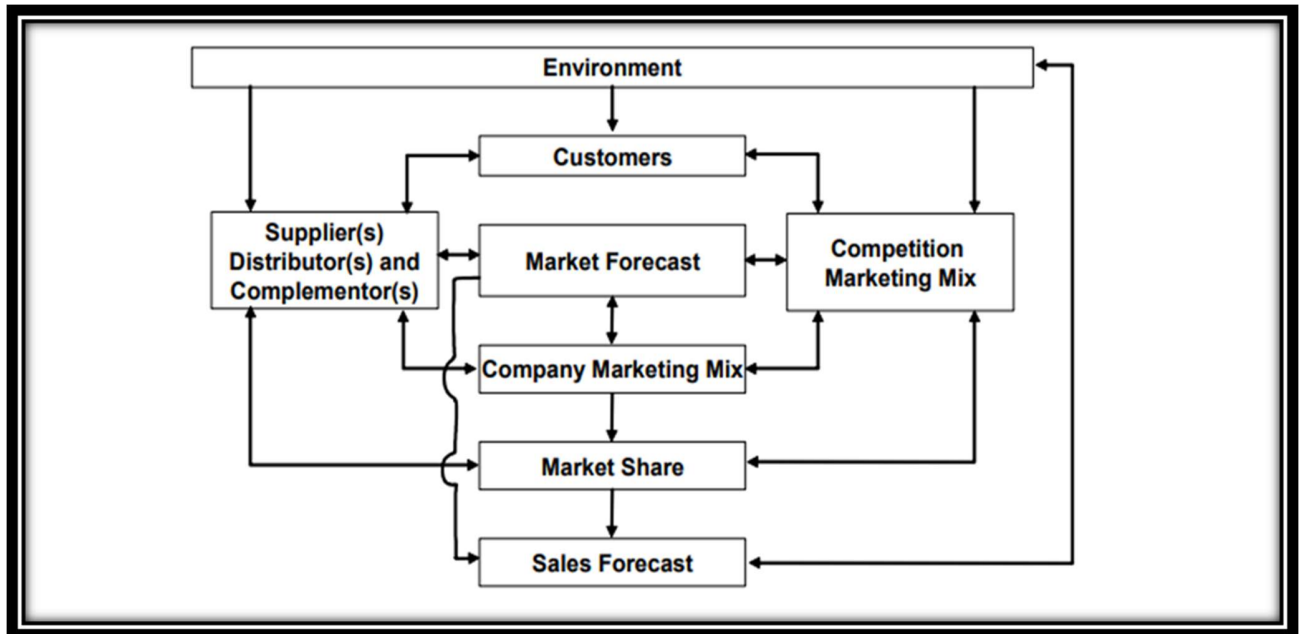 Environment
Customers
Supplier(s)
Distributor(s) and
Complementor(s)
Market Forecast
Competition
Marketing Mix
Company Marketing Mix
Market Share
Sales Forecast